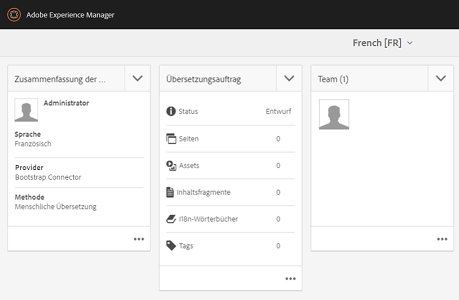 Adobe Experience Manager
French [FR]
Zusammenfassung der ...
Administrator
Sprache
Französisch
Provider
Bootstrap Connector
Methode
Menschliche Übersetzung
Übersetzungsauftrag
Status Entwurf
Seiten 0
Assets 0
Inhaltsfragmente 0
I18n-Wörterbücher 0
Tags 0
Team (1)